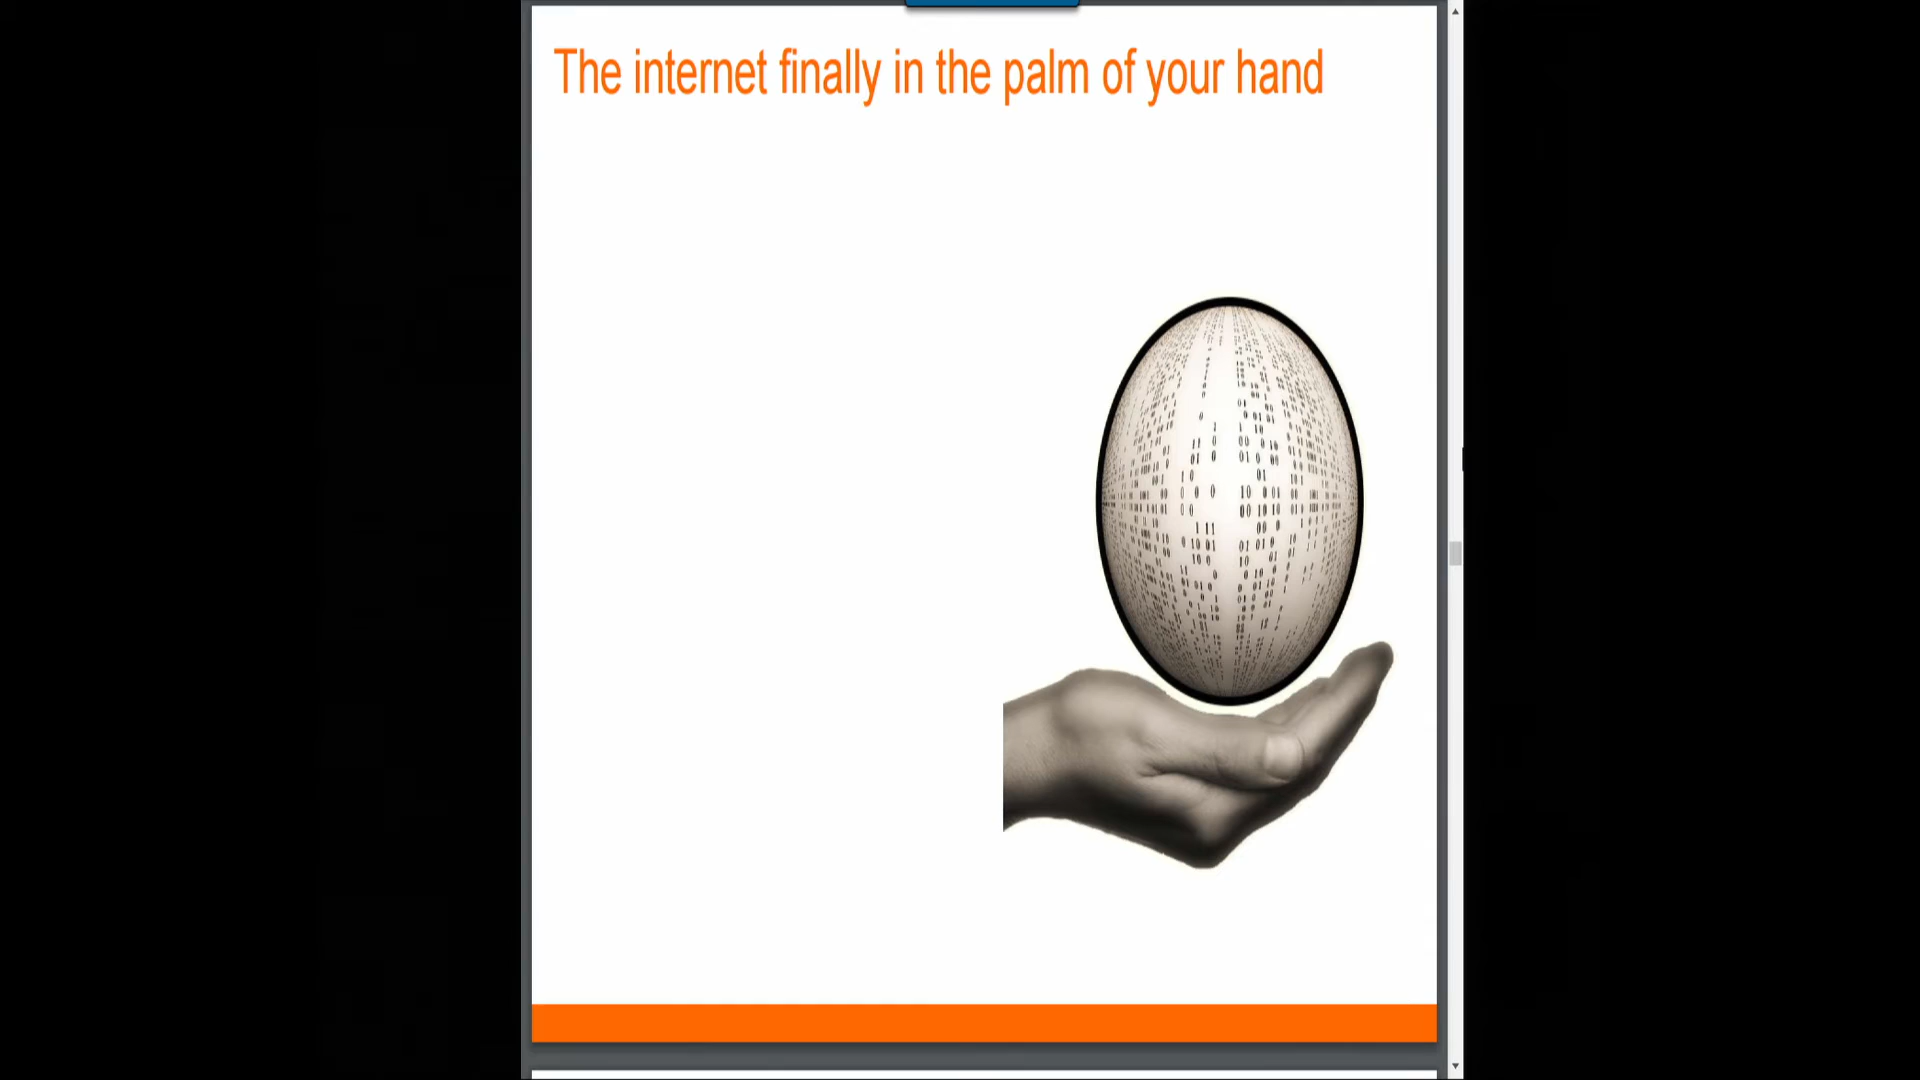 The internet finally in the palm of your hand